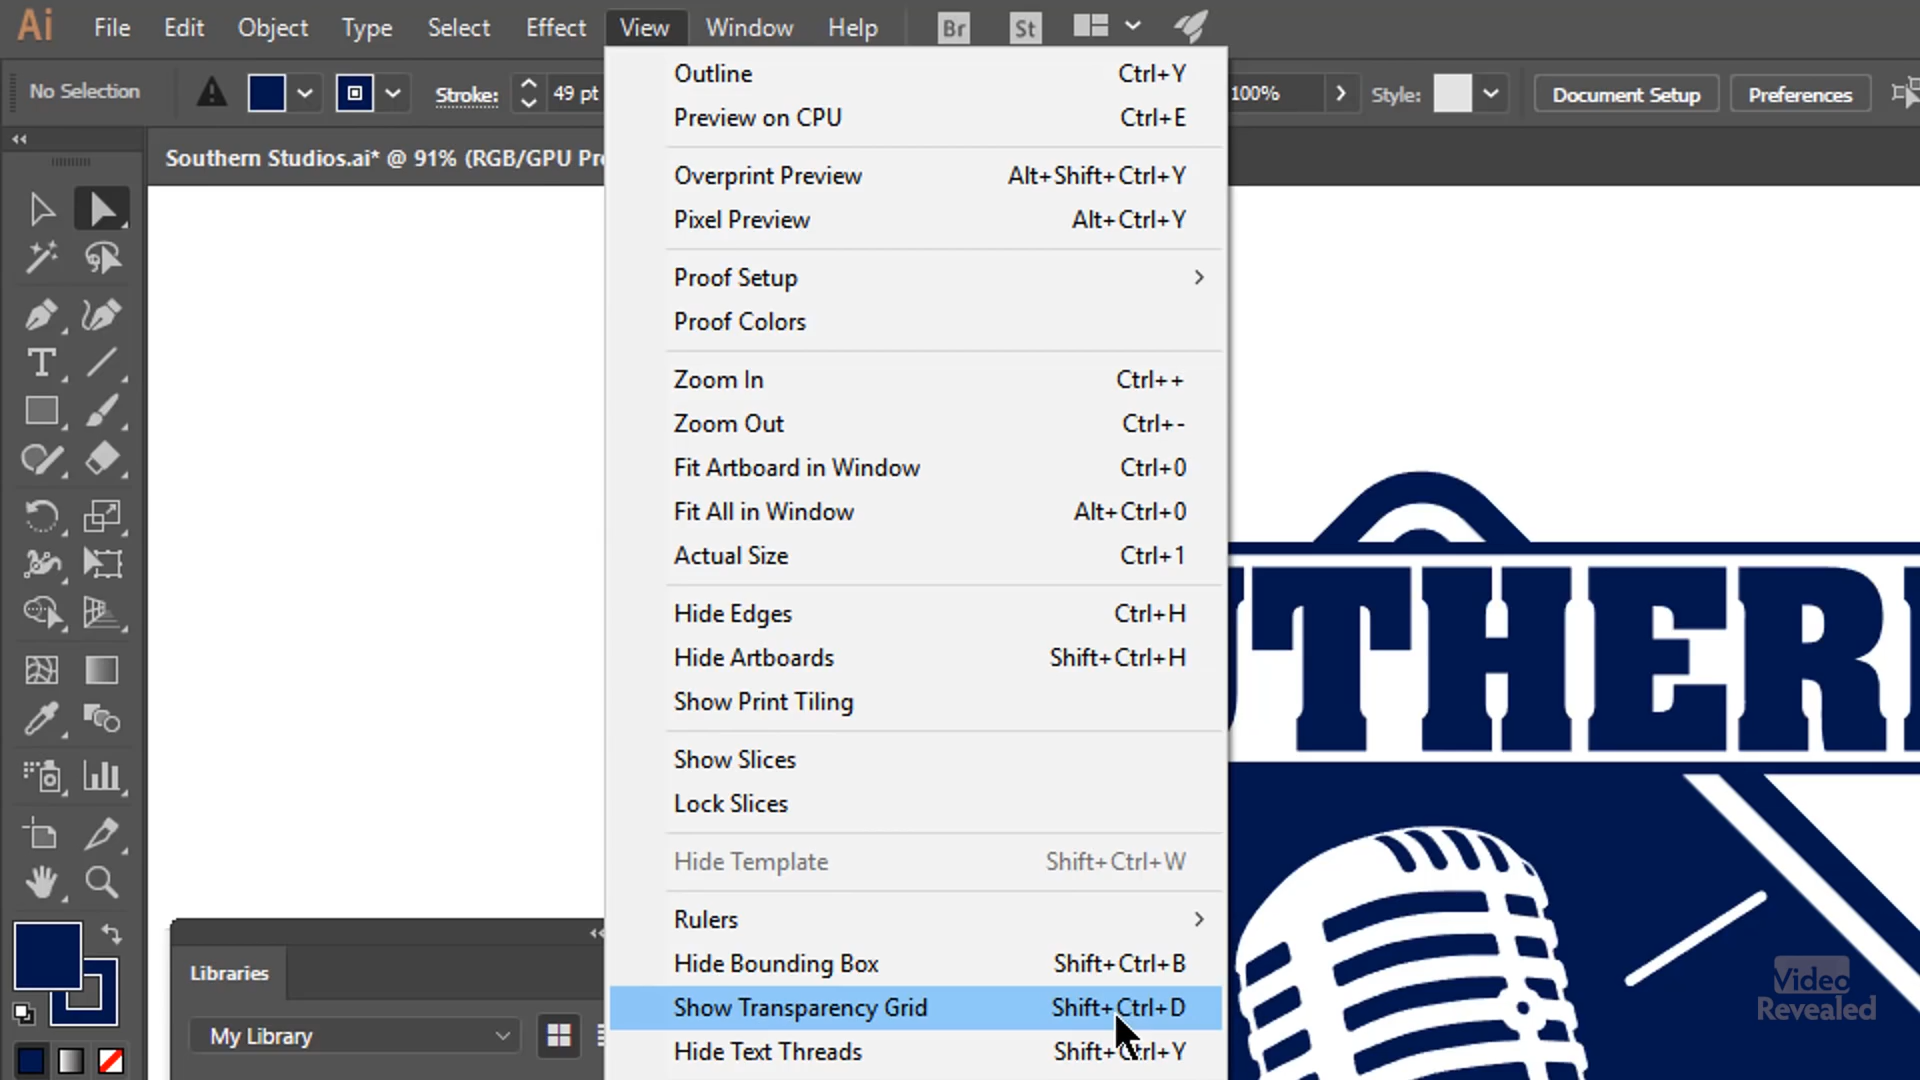 Ai File Edit Object Type Select Effect View Window Help Br St
No Selection Stroke: 49 pt 100% Style: Document Setup Preferences
Southern Studios.ai* @ 91% (RGB/GPU Pr
Outline Ctrl+Y
Preview on CPU Ctrl+E
Overprint Preview Alt+Shift+Ctrl+Y
Pixel Preview Alt+Ctrl+Y
Proof Setup
Proof Colors
Zoom In Ctrl++
Zoom Out Ctrl+-
Fit Artboard in Window Ctrl+0
Fit All in Window Alt+Ctrl+0
Actual Size Ctrl+1
Hide Edges Ctrl+H
Hide Artboards Shift+Ctrl+H
Show Print Tiling
Show Slices
Lock Slices
Hide Template Shift+Ctrl+W
Rulers
Hide Bounding Box Shift+Ctrl+B
Show Transparency Grid Shift+Ctrl+D
Hide Text Threads Shift+Ctrl+Y
UTHER
Libraries
My Library
Video
Revealed